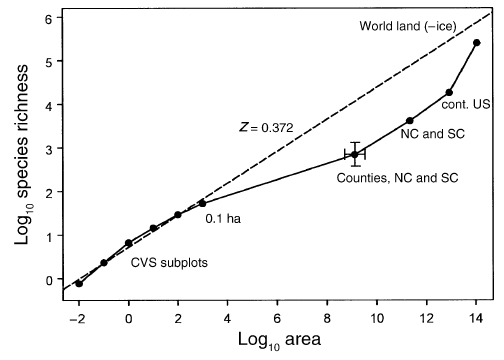 World land (−ice)
cont. US
Z = 0.372
NC and SC
Counties, NC and SC
0.1 ha
CVS subplots
6
5
4
3
2
1
0
Log10 species richness
−2 0 2 4 6 8 10 12 14
Log10 area